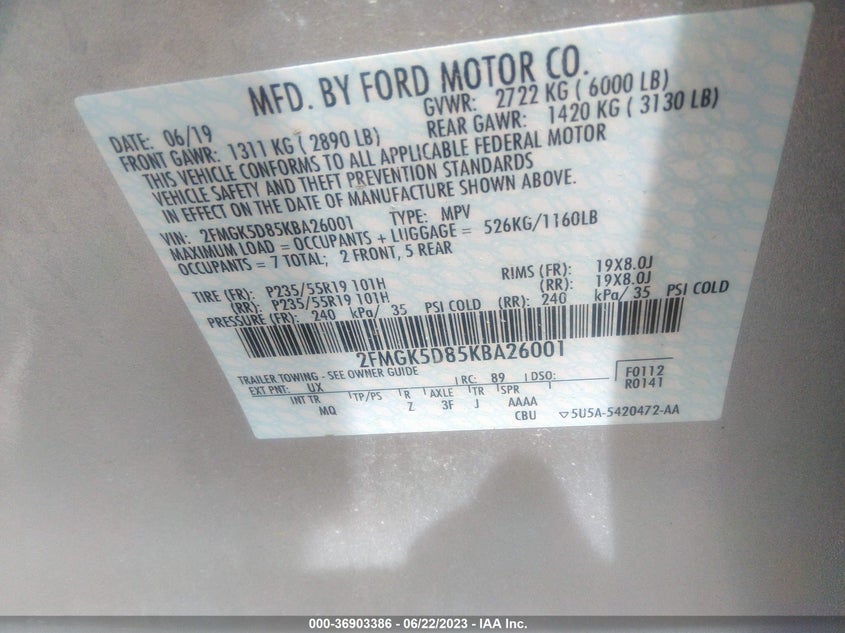 MFD. BY FORD MOTOR CO.
DATE: 06/19 GVWR: 2722 KG ( 6000 LB)
FRONT GAWR: 1311 KG ( 2890 LB) REAR GAWR: 1420 KG ( 3130 LB)
THIS VEHICLE CONFORMS TO ALL APPLICABLE FEDERAL MOTOR
VEHICLE SAFETY AND THEFT PREVENTION STANDARDS
IN EFFECT ON THE DATE OF MANUFACTURE SHOWN ABOVE.
VIN: 2FMGK5D85KBA26001 TYPE: MPV
MAXIMUM LOAD = OCCUPANTS + LUGGAGE = 526KG/1160LB
OCCUPANTS = 7 TOTAL; 2 FRONT, 5 REAR
TIRE (FR): P235/55R19 101H RIMS (FR): 19X8.0J
(RR): P235/55R19 101H (RR): 19X8.0J
PRESSURE (FR): 240 kPa/ 35 PSI COLD (RR): 240 kPa/ 35 PSI COLD
2FMGK5D85KBA26001
TRAILER TOWING - SEE OWNER GUIDE
EXT PNT: UX RC: 89 DSO: F0112
INT TR TP/PS R AXLE TR SPR R0141
MQ Z 3F J AAAA
CBU ▽5U5A-5420472-AA
000-36903386 - 06/22/2023 - IAA Inc.